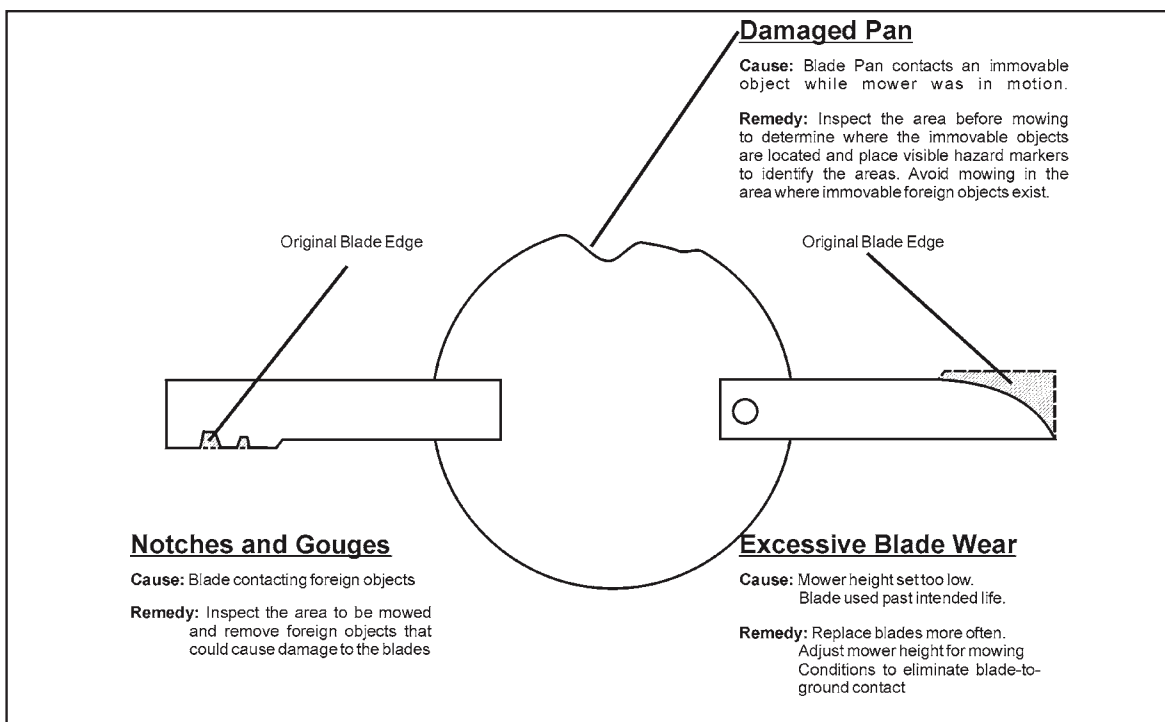 Damaged Pan
Cause: Blade Pan contacts an immovable
object while mower was in motion.
Remedy: Inspect the area before mowing
to determine where the immovable objects
are located and place visible hazard markers
to identify the areas. Avoid mowing in the
area where immovable foreign objects exist.
Original Blade Edge
Original Blade Edge
Notches and Gouges
Cause: Blade contacting foreign objects
Remedy: Inspect the area to be mowed
and remove foreign objects that
could cause damage to the blades
Excessive Blade Wear
Cause: Mower height set too low.
Blade used past intended life.
Remedy: Replace blades more often.
Adjust mower height for mowing
Conditions to eliminate blade-to-
ground contact